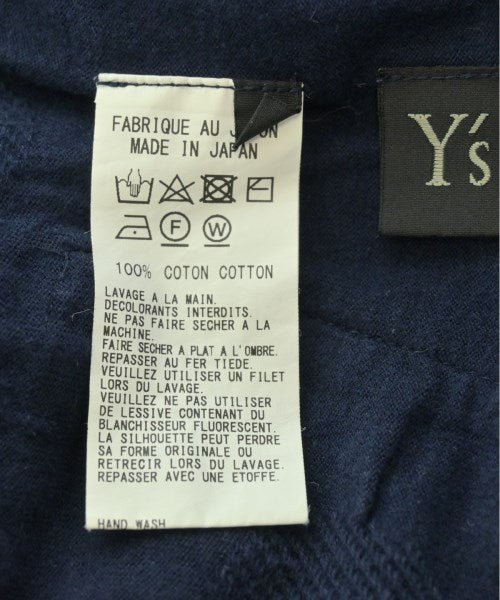 FABRIQUE AU JAPON
MADE IN JAPAN
Y's
F
W
100% COTON COTTON
LAVAGE A LA MAIN.
DECOLORANTS INTERDITS.
NE PAS FAIRE SECHER A LA
MACHINE.
FAIRE SECHER A PLAT A L'OMBRE.
REPASSER AU FER TIEDE.
VEUILLEZ UTILISER UN FILET
LORS DU LAVAGE.
VEUILLEZ NE PAS UTILISER
DE LESSIVE CONTENANT DU
BLANCHISSEUR FLUORESCENT.
LA SILHOUETTE PEUT PERDRE
SA FORME ORIGINALE OU
RETRECIR LORS DU LAVAGE.
REPASSER AVEC UNE ETOFFE.
HAND WASH